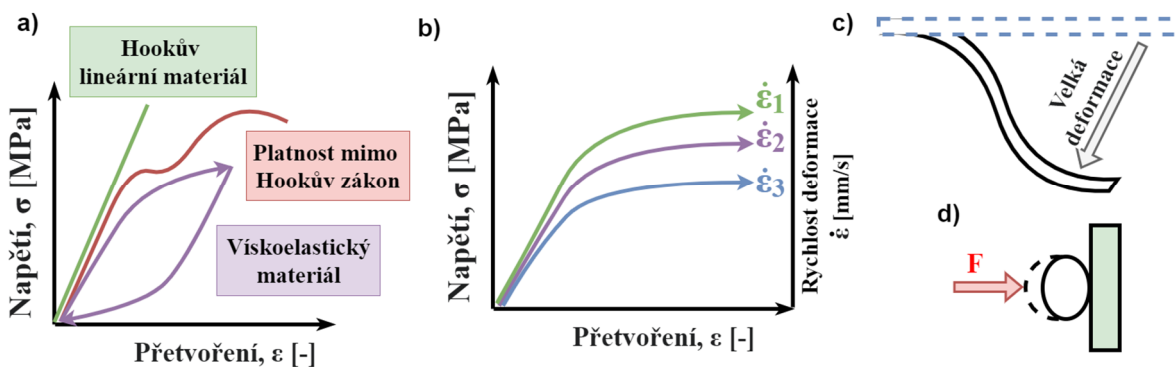 a)
Hookův
lineární materiál
Napětí, σ [MPa]
Platnost mimo
Hookův zákon
Vískoelastický
materiál
Přetvoření, ε [-]
b)
Napětí, σ [MPa]
ε̇1
ε̇2
ε̇3
Rychlost deformace
ε̇ [mm/s]
Přetvoření, ε [-]
c)
Velká
deformace
d)
F